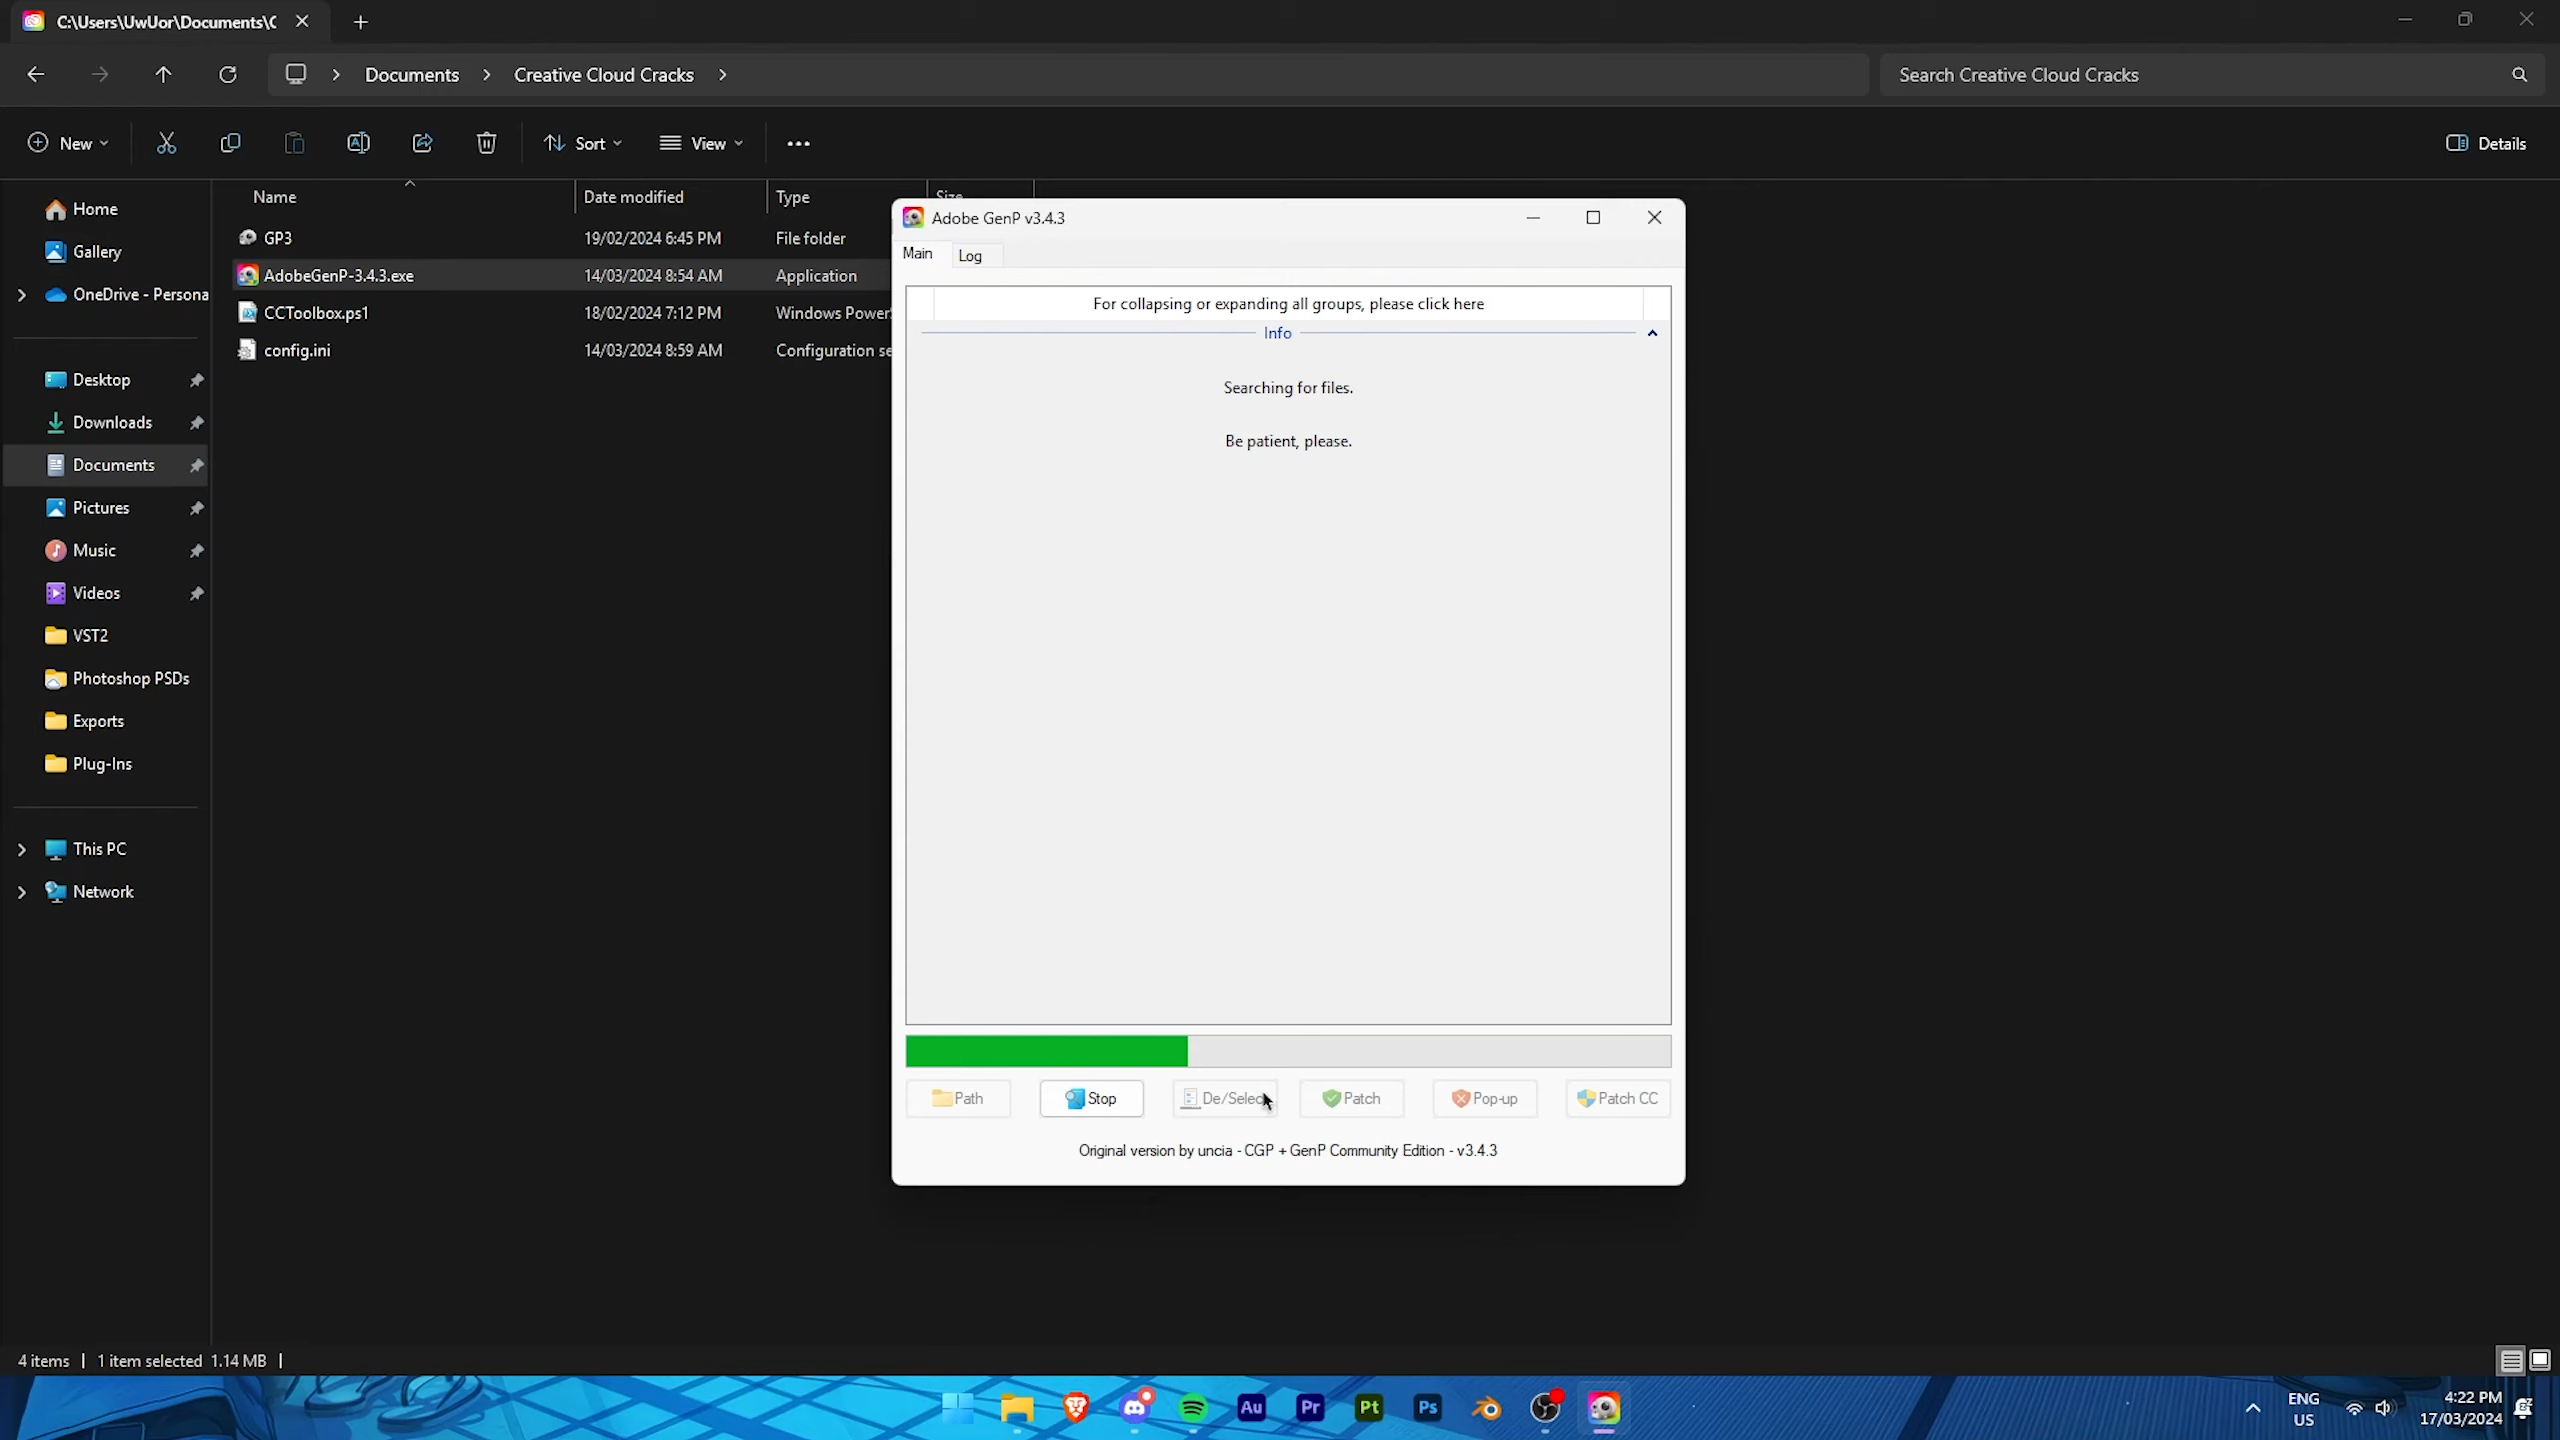 C:\Users\UwUor\Documents\C
Documents
Creative Cloud Cracks
Search Creative Cloud Cracks
New
Sort
View
Details
Home
Gallery
OneDrive - Persona
Desktop
Downloads
Documents
Pictures
Music
Videos
VST2
Photoshop PSDs
Exports
Plug-Ins
This PC
Network
Name Date modified Type Size
GP3 19/02/2024 6:45 PM File folder
AdobeGenP-3.4.3.exe 14/03/2024 8:54 AM Application
CCToolbox.ps1 18/02/2024 7:12 PM Windows Power
config.ini 14/03/2024 8:59 AM Configuration se
Adobe GenP v3.4.3
Main Log
For collapsing or expanding all groups, please click here
Info
Searching for files.
Be patient, please.
Path Stop De/Select Patch Pop-up Patch CC
Original version by uncia - CGP + GenP Community Edition - v3.4.3
4 items 1 item selected 1.14 MB
Au Pr Pt Ps
ENG
US
4:22 PM
17/03/2024